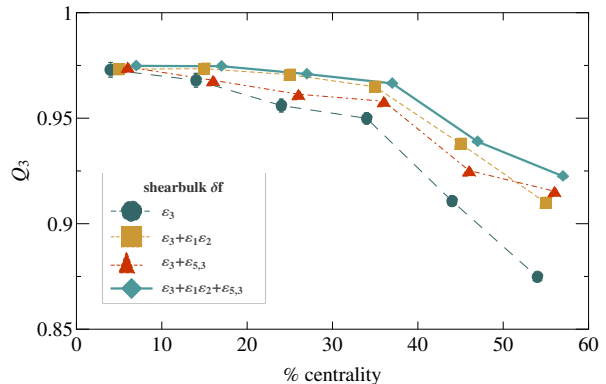 1
0.95
0.9
0.85
Q₃
shearbulk δf
ε₃
ε₃+ε₁ε₂
ε₃+ε₅,₃
ε₃+ε₁ε₂+ε₅,₃
0 10 20 30 40 50 60
% centrality